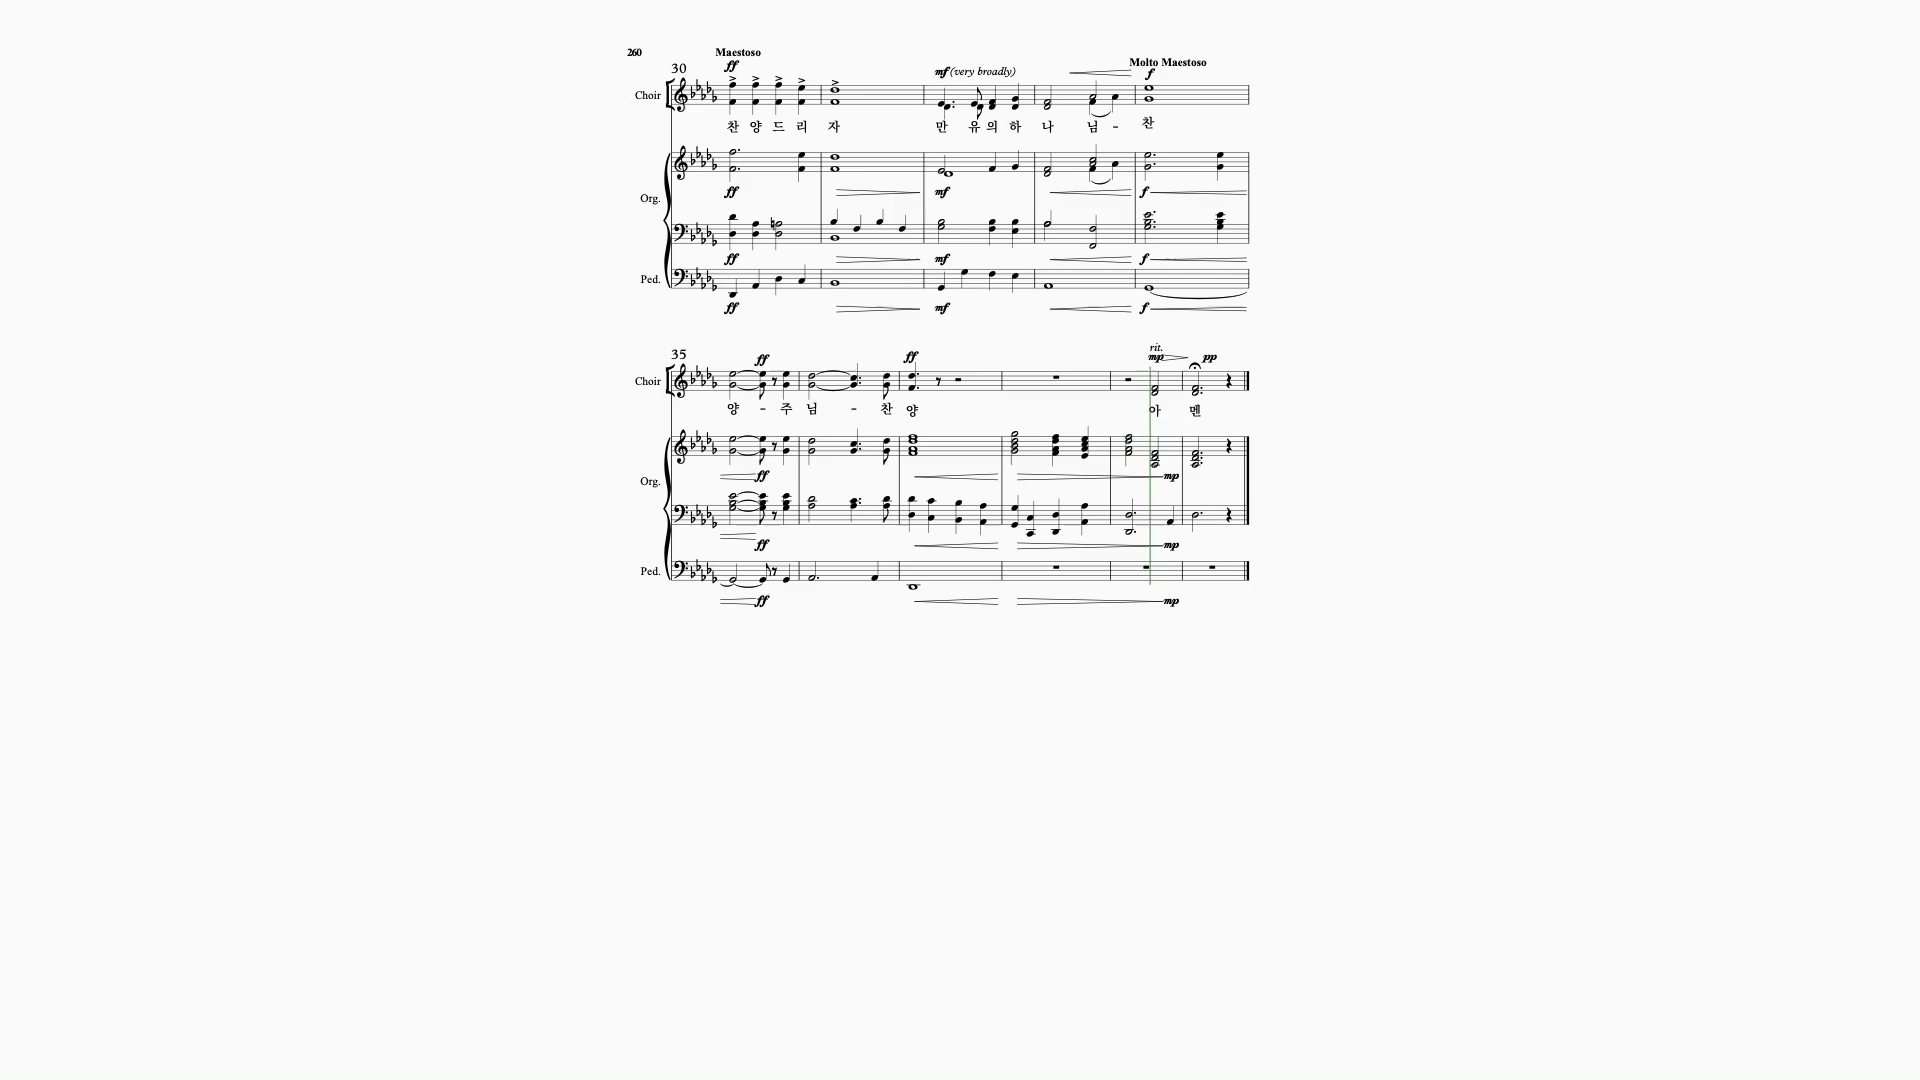 260 Maestoso
30 ff mf (very broadly) Molto Maestoso f
Choir
찬 양 드 리 자 만 유 의 하 나 님 - 찬
Org.
ff mf f
ff mf f
Ped.
ff mf f
35 ff ff rit. mp pp
Choir
양 - 주 님 - 찬 양 아 멘
ff mp
Org.
ff mp
Ped.
ff mp